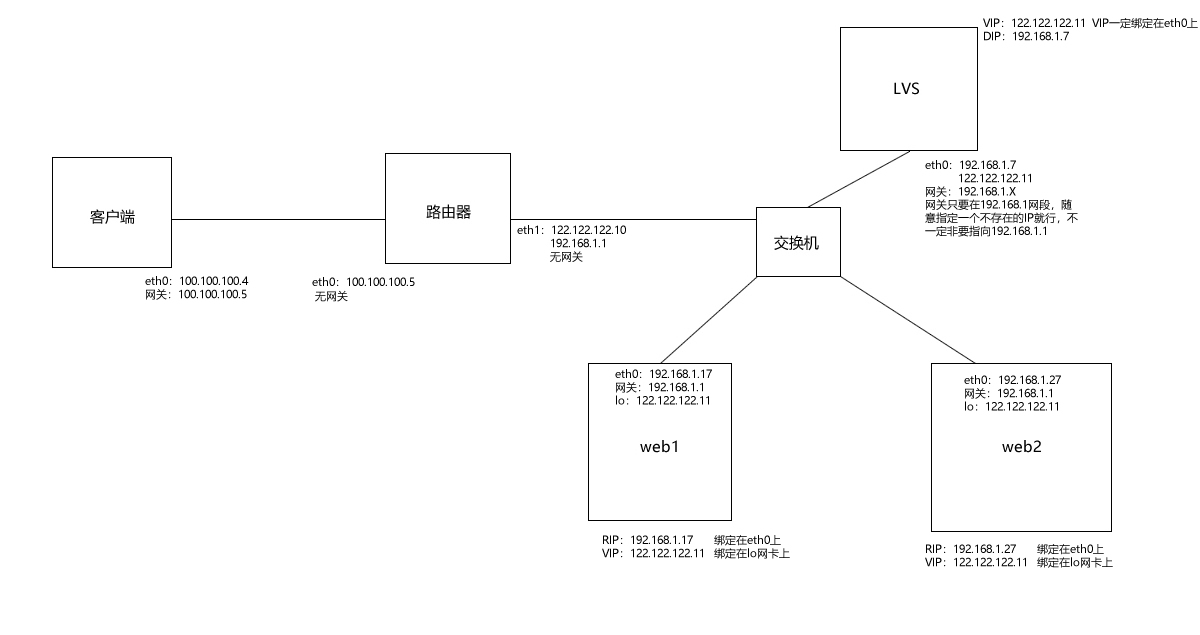 VIP：122.122.122.11 VIP一定绑定在eth0上
DIP：192.168.1.7
LVS
eth0：192.168.1.7
122.122.122.11
网关：192.168.1.X
网关只要在192.168.1网段，随
意指定一个不存在的IP就行，不
一定非要指向192.168.1.1
客户端
eth0：100.100.100.4
网关：100.100.100.5
路由器
eth0：100.100.100.5
无网关
eth1：122.122.122.10
192.168.1.1
无网关
交换机
eth0：192.168.1.17
网关：192.168.1.1
lo：122.122.122.11
web1
RIP：192.168.1.17 绑定在eth0上
VIP：122.122.122.11 绑定在lo网卡上
eth0：192.168.1.27
网关：192.168.1.1
lo：122.122.122.11
web2
RIP：192.168.1.27 绑定在eth0上
VIP：122.122.122.11 绑定在lo网卡上